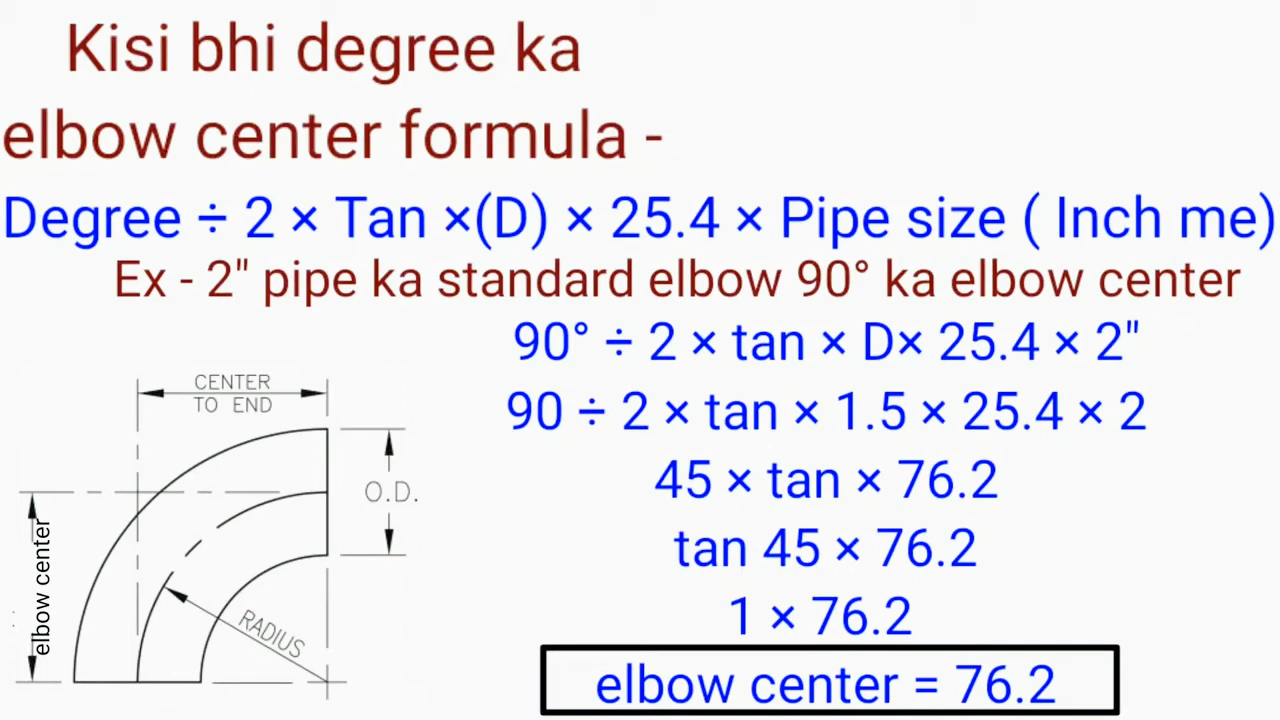 Kisi bhi degree ka
elbow center formula -
Degree ÷ 2 × Tan ×(D) × 25.4 × Pipe size ( Inch me)
Ex - 2" pipe ka standard elbow 90° ka elbow center
90° ÷ 2 × tan × D× 25.4 × 2"
90 ÷ 2 × tan × 1.5 × 25.4 × 2
45 × tan × 76.2
tan 45 × 76.2
1 × 76.2
elbow center = 76.2
CENTER
TO END
O.D.
elbow center
RADIUS